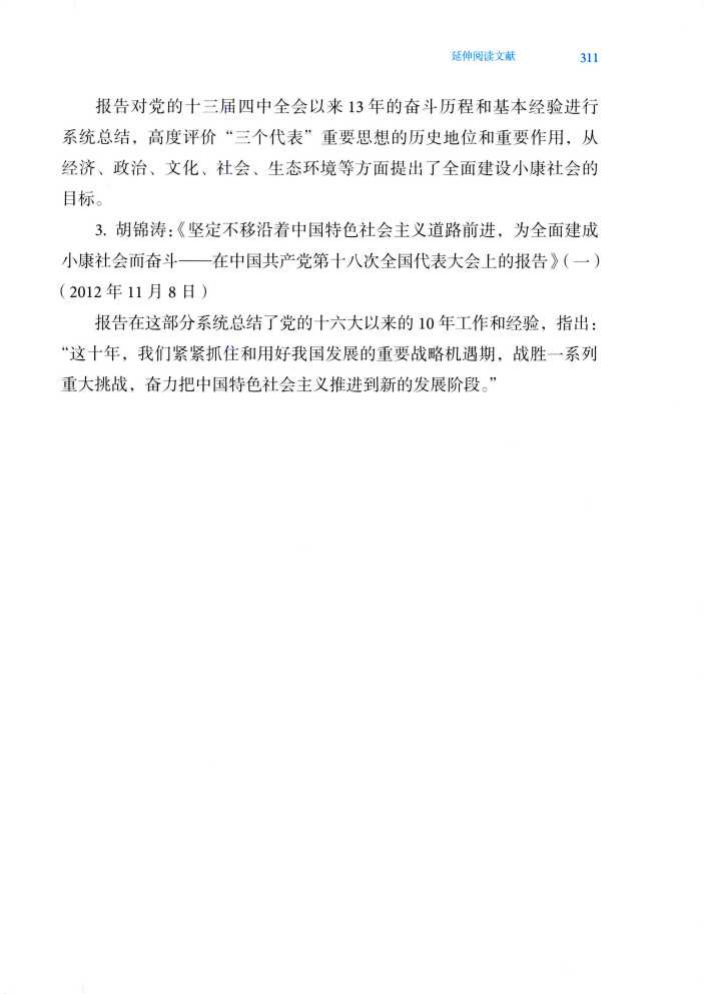 延伸阅读文献 311
报告对党的十三届四中全会以来 13 年的奋斗历程和基本经验进行
系统总结，高度评价“三个代表”重要思想的历史地位和重要作用，从
经济、政治、文化、社会、生态环境等方面提出了全面建设小康社会的
目标。
3. 胡锦涛：《坚定不移沿着中国特色社会主义道路前进，为全面建成
小康社会而奋斗——在中国共产党第十八次全国代表大会上的报告》（一）
（2012 年 11 月 8 日）
报告在这部分系统总结了党的十六大以来的 10 年工作和经验，指出：
“这十年，我们紧紧抓住和用好我国发展的重要战略机遇期，战胜一系列
重大挑战，奋力把中国特色社会主义推进到新的发展阶段。”